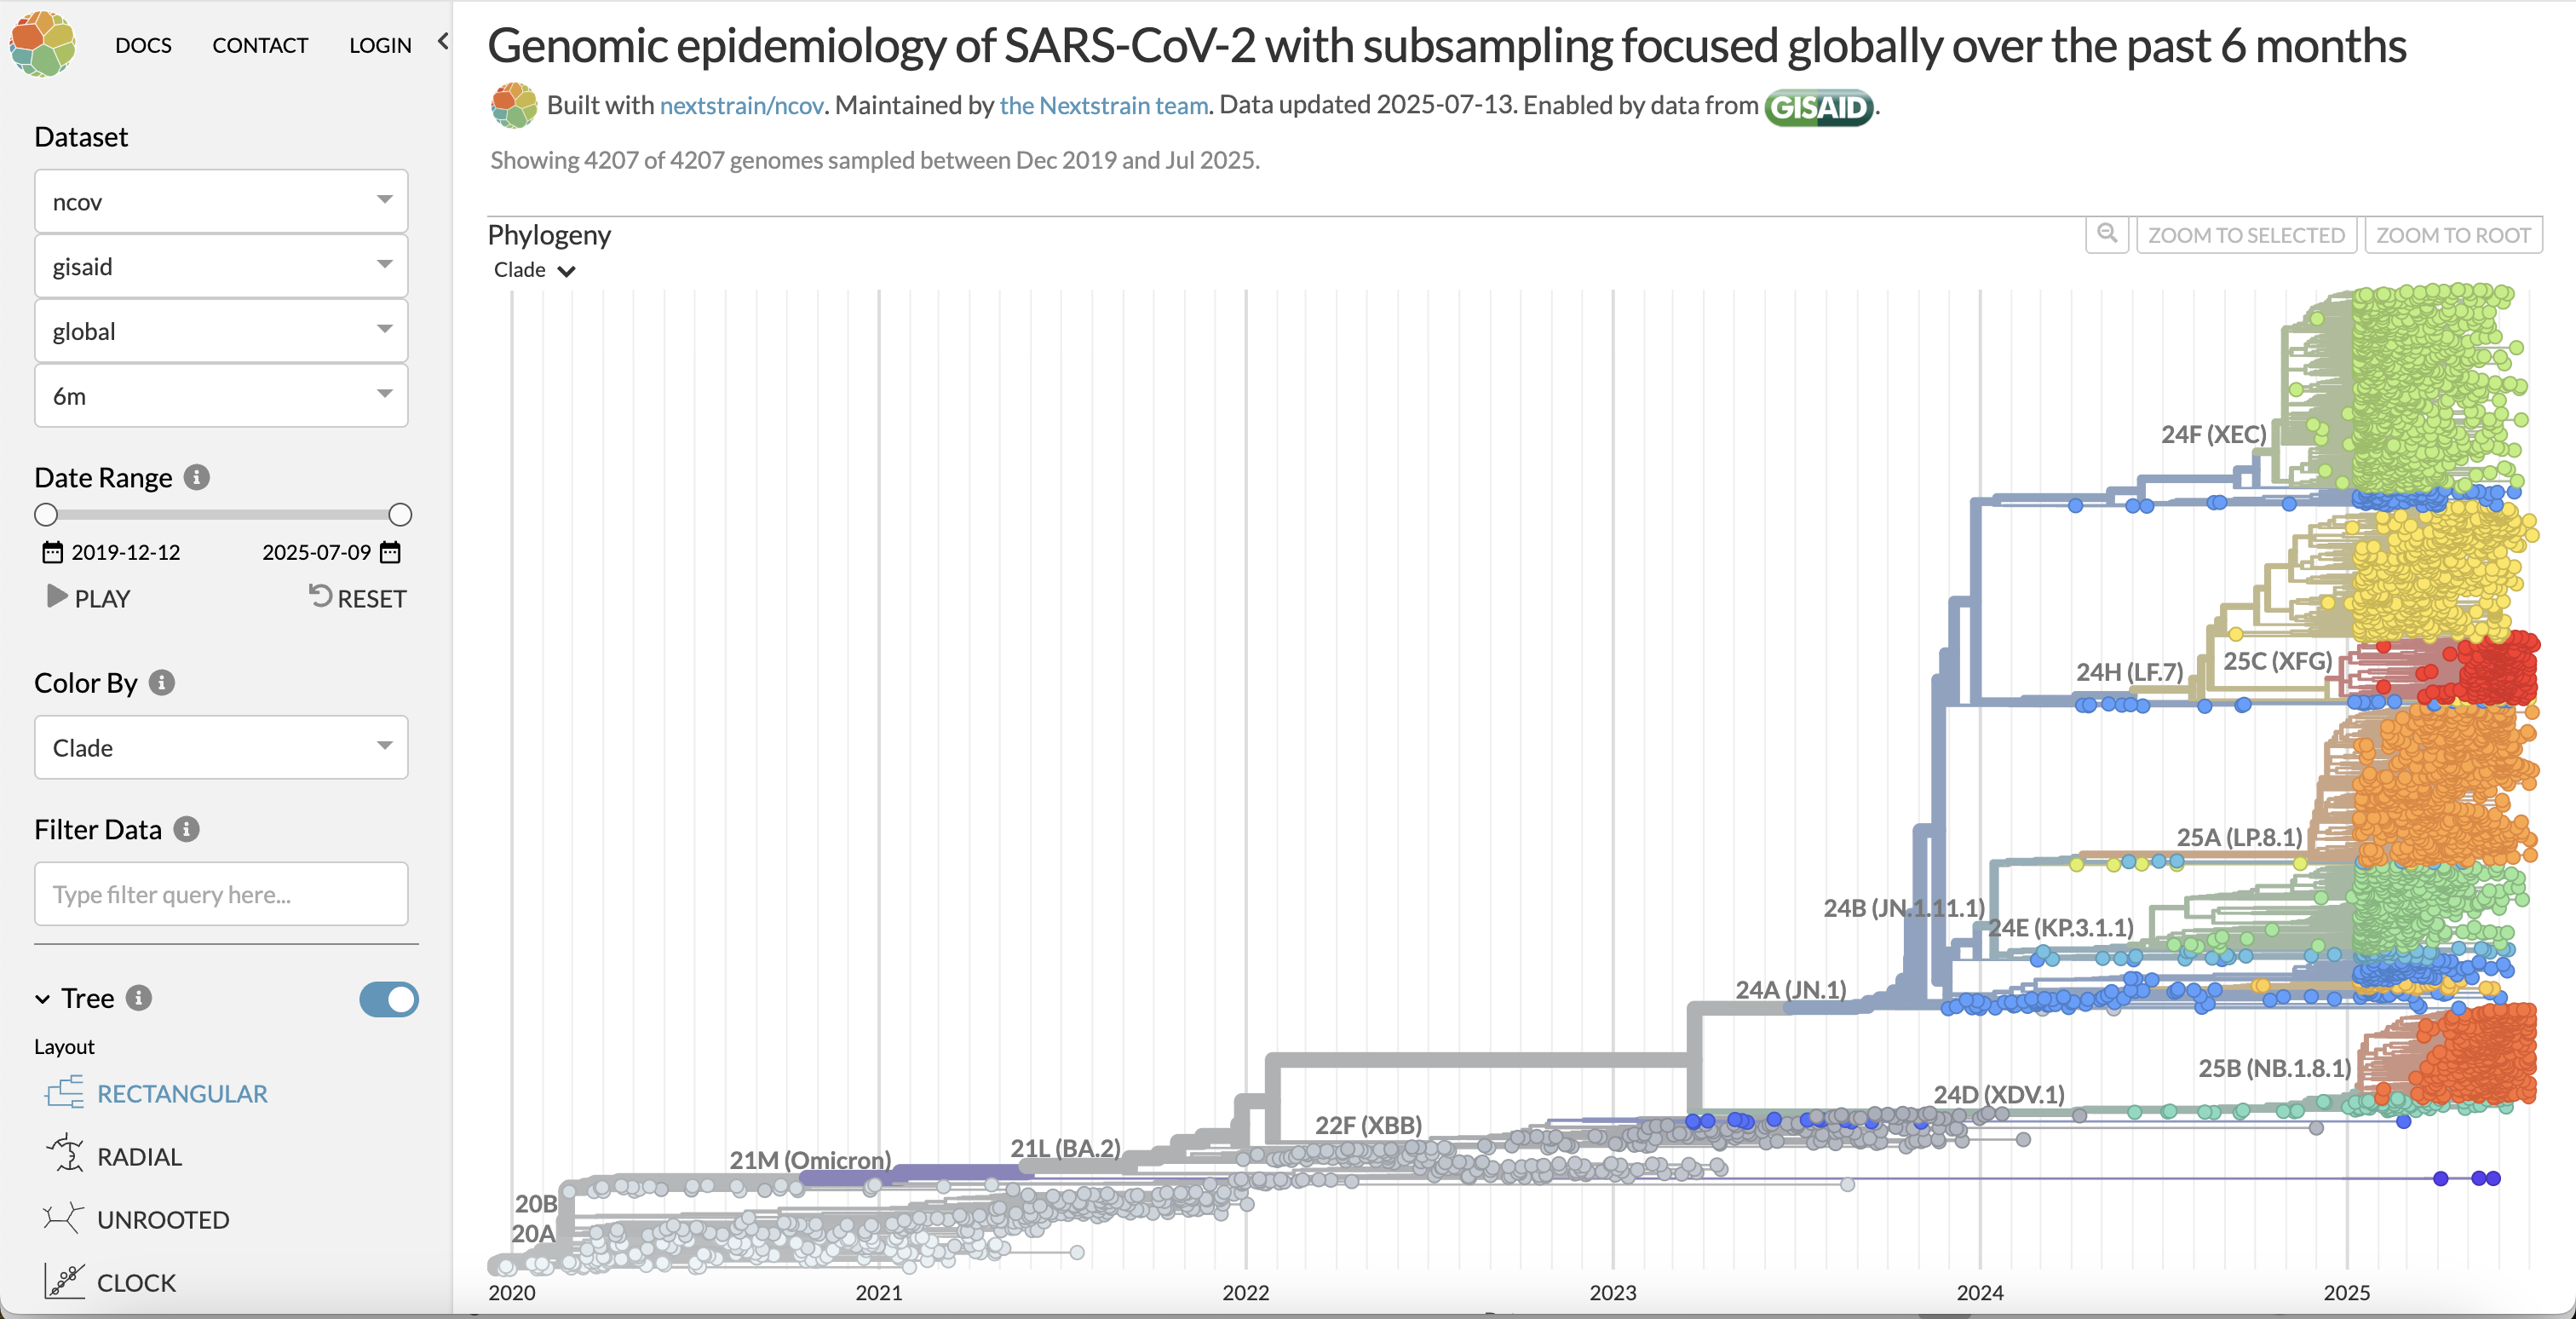 DOCS CONTACT LOGIN
Dataset
ncov
gisaid
global
6m
Date Range
2019-12-12 2025-07-09
PLAY RESET
Color By
Clade
Filter Data
Type filter query here...
Tree
Layout
RECTANGULAR
RADIAL
UNROOTED
CLOCK
Genomic epidemiology of SARS-CoV-2 with subsampling focused globally over the past 6 months
Built with nextstrain/ncov. Maintained by the Nextstrain team. Data updated 2025-07-13. Enabled by data from GISAID.
Showing 4207 of 4207 genomes sampled between Dec 2019 and Jul 2025.
Phylogeny
ZOOM TO SELECTED ZOOM TO ROOT
Clade
24F (XEC)
24H (LF.7) 25C (XFG)
25A (LP.8.1)
24B (JN.1.11.1)
24E (KP.3.1.1)
24A (JN.1)
25B (NB.1.8.1)
24D (XDV.1)
22F (XBB)
21L (BA.2)
21M (Omicron)
20B
20A
2020 2021 2022 2023 2024 2025